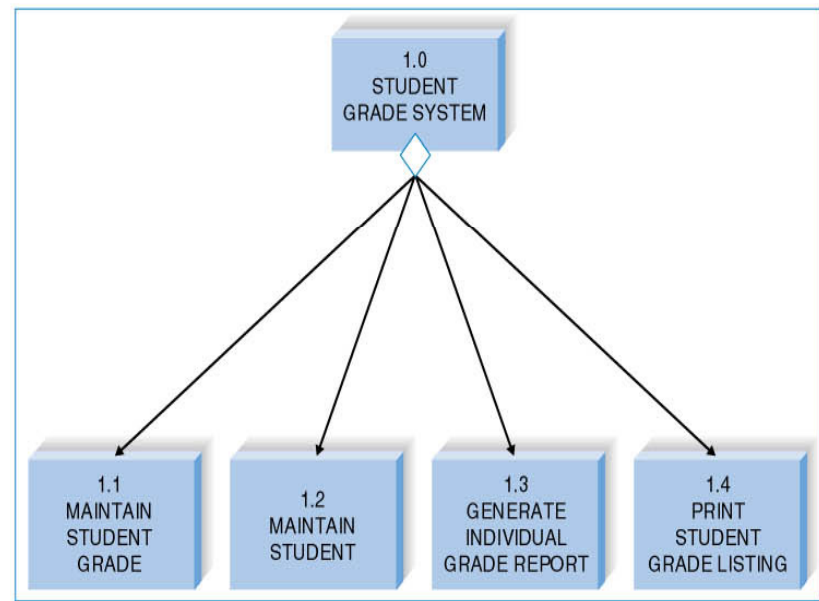 1.0
STUDENT
GRADE SYSTEM
1.1
MAINTAIN
STUDENT
GRADE
1.2
MAINTAIN
STUDENT
1.3
GENERATE
INDIVIDUAL
GRADE REPORT
1.4
PRINT
STUDENT
GRADE LISTING